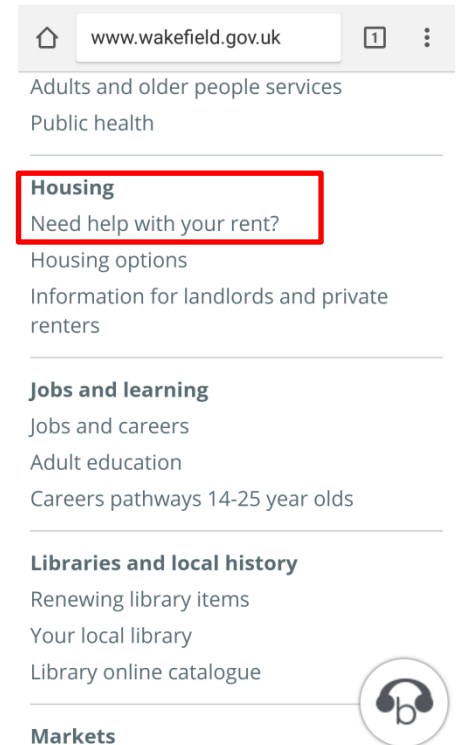 www.wakefield.gov.uk
1
Adults and older people services
Public health
Housing
Need help with your rent?
Housing options
Information for landlords and private
renters
Jobs and learning
Jobs and careers
Adult education
Careers pathways 14-25 year olds
Libraries and local history
Renewing library items
Your local library
Library online catalogue
b
Markets